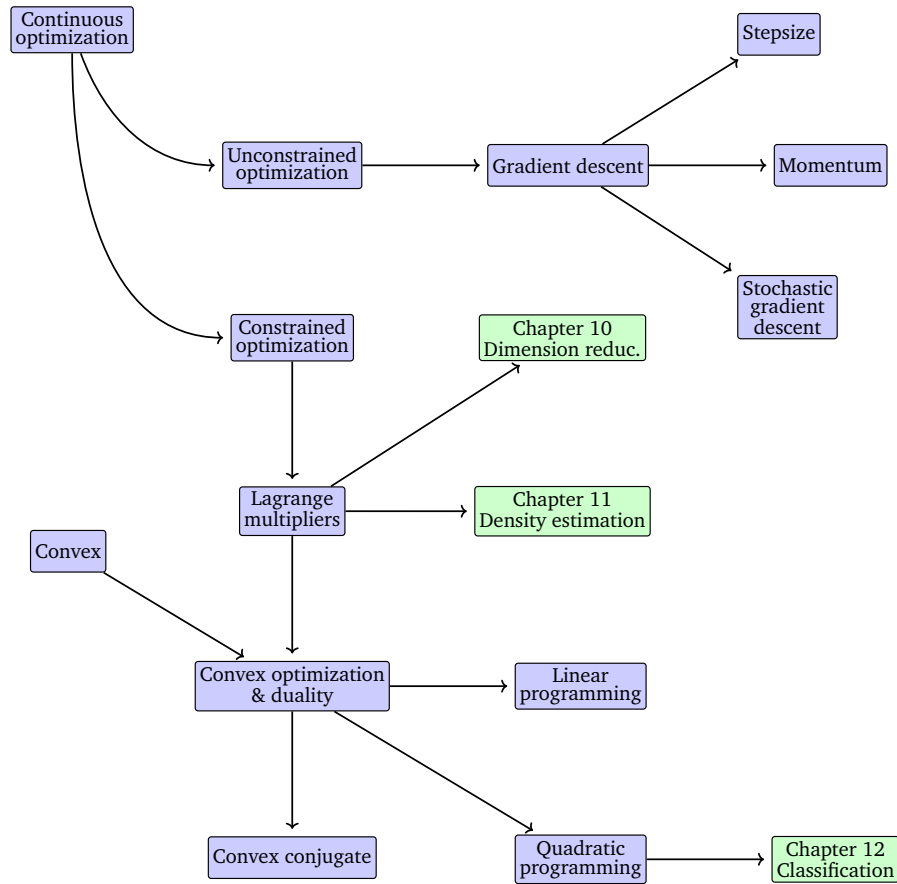 Continuous
optimization
Stepsize
Unconstrained
optimization
Gradient descent
Momentum
Stochastic
gradient
descent
Constrained
optimization
Chapter 10
Dimension reduc.
Lagrange
multipliers
Chapter 11
Density estimation
Convex
Convex optimization
& duality
Linear
programming
Convex conjugate
Quadratic
programming
Chapter 12
Classification